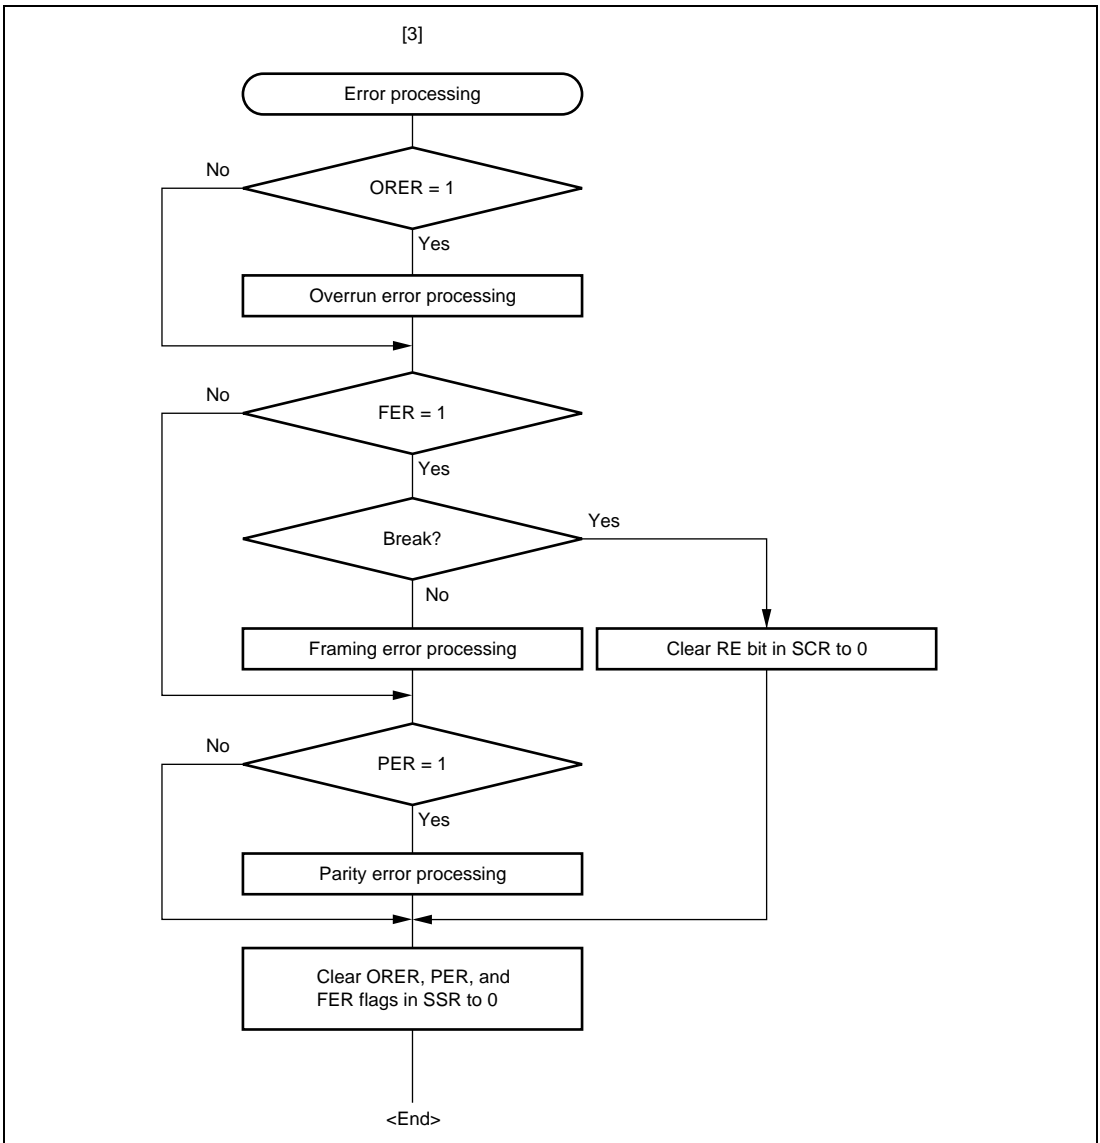 [3]
Error processing
No
ORER = 1
Yes
Overrun error processing
No
FER = 1
Yes
Break?
Yes
No
Framing error processing
Clear RE bit in SCR to 0
No
PER = 1
Yes
Parity error processing
Clear ORER, PER, and
FER flags in SSR to 0
<End>